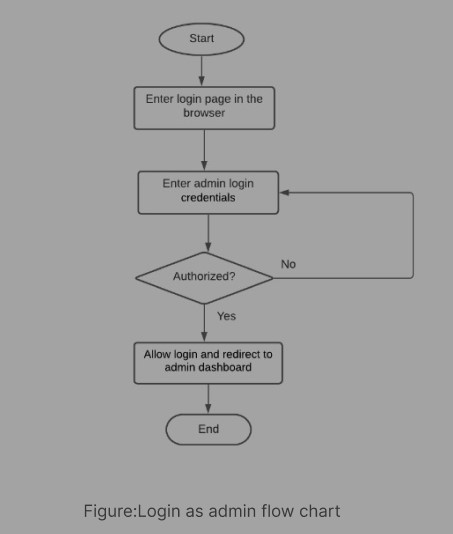 Start
Enter login page in the
browser
Enter admin login
credentials
Authorized?
No
Yes
Allow login and redirect to
admin dashboard
End
Figure:Login as admin flow chart